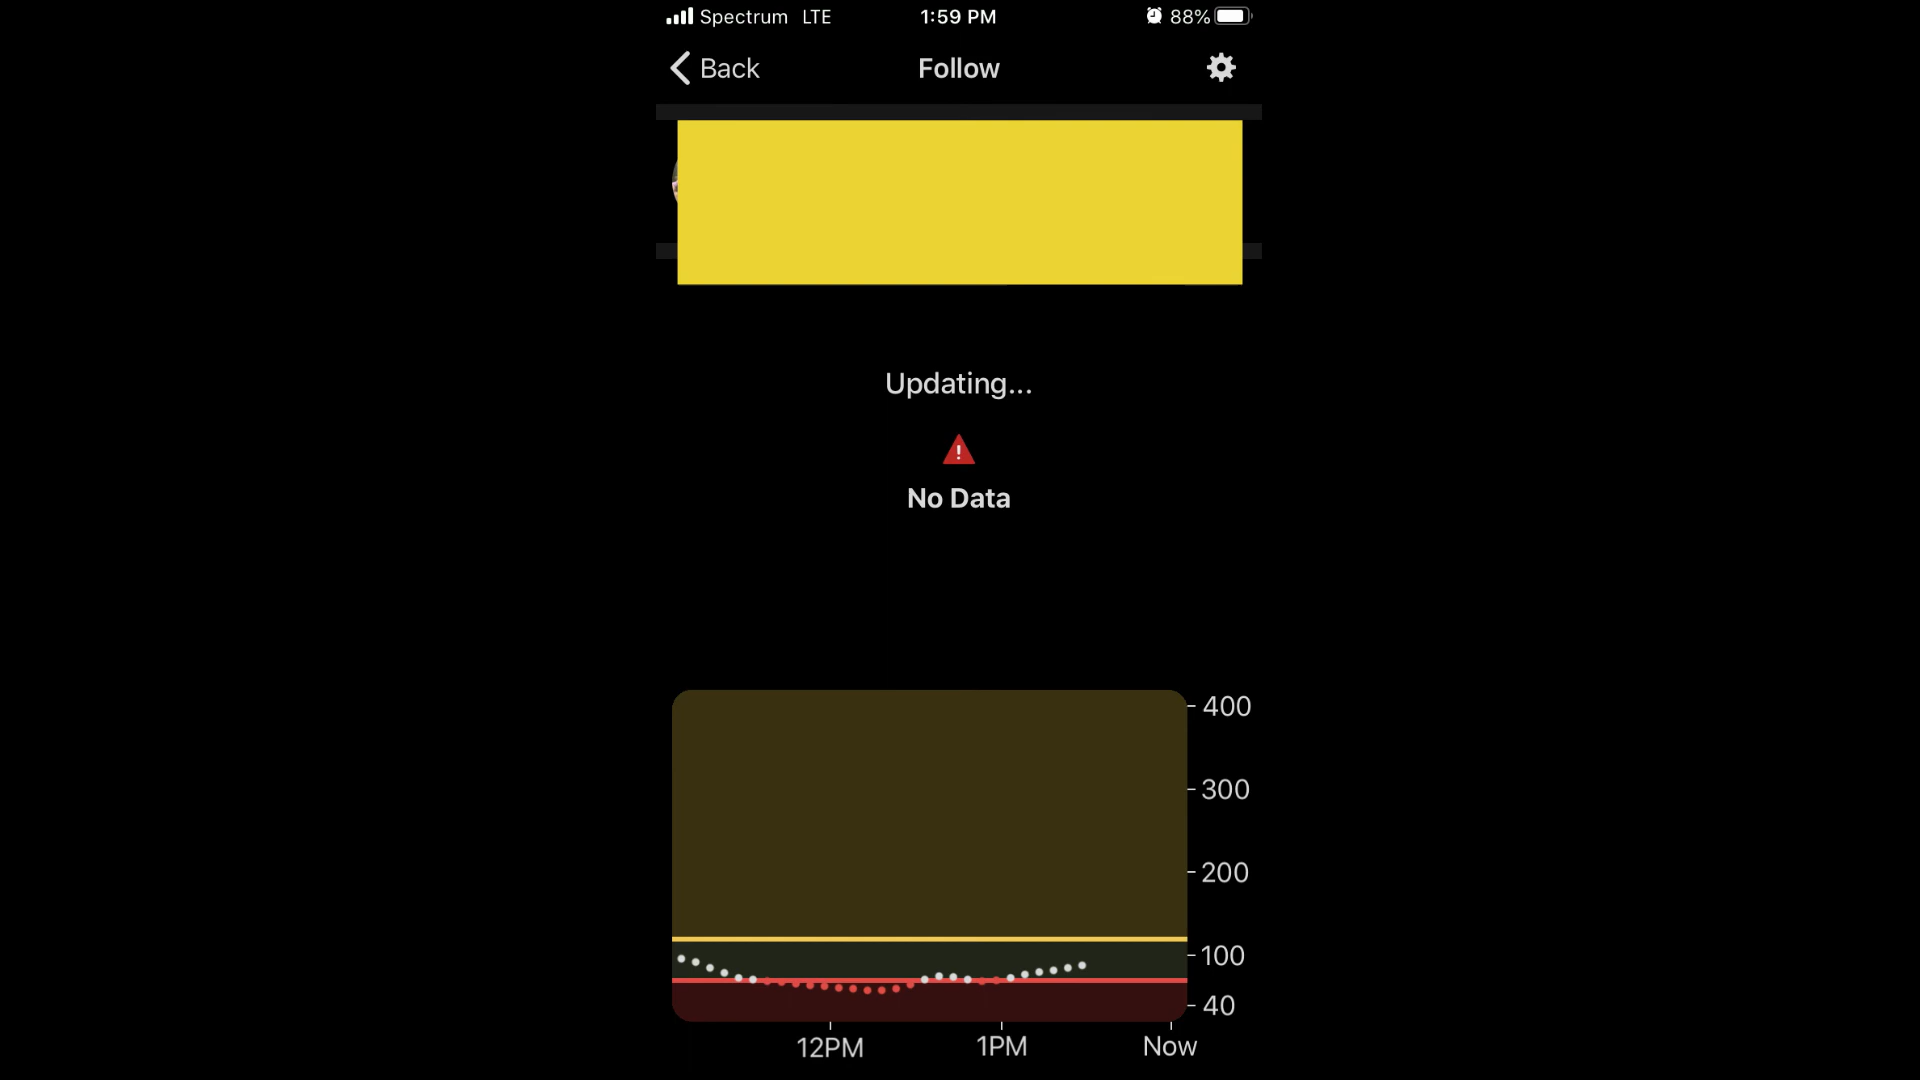 Spectrum LTE 1:59 PM 88%
Back Follow
Updating...
No Data
400
300
200
100
40
12PM 1PM Now